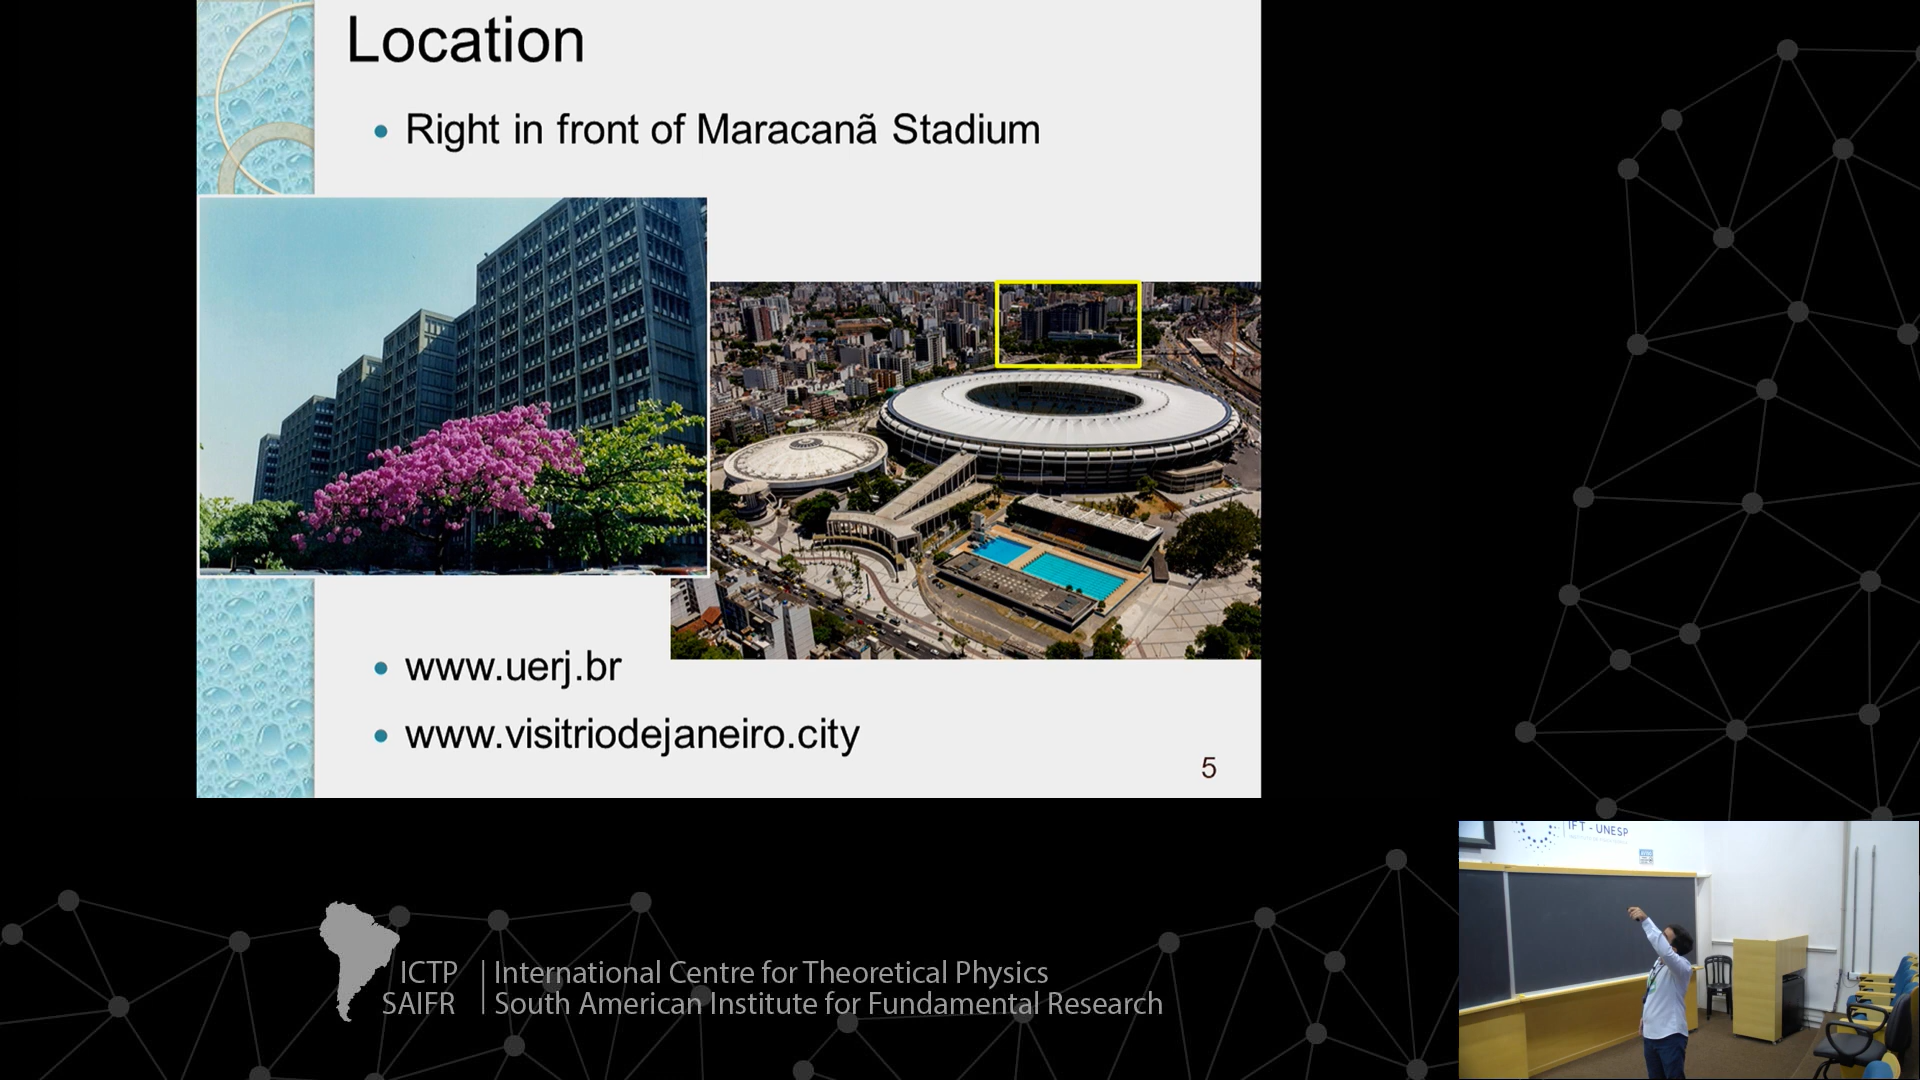 Location
• Right in front of Maracanã Stadium
• www.uerj.br
• www.visitriodejaneiro.city
5
IFT - UNESP
ICTP
SAIFR
International Centre for Theoretical Physics
South American Institute for Fundamental Research